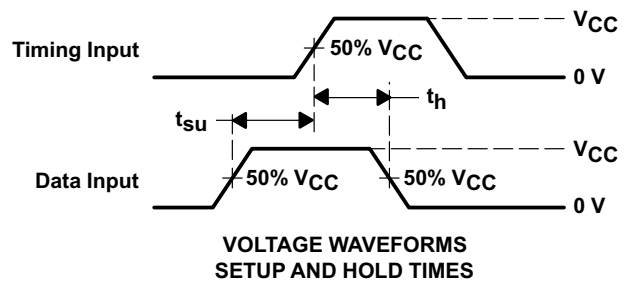 VCC
Timing Input
50% VCC
0 V
th
tsu
VCC
Data Input
50% VCC
50% VCC
0 V
VOLTAGE WAVEFORMS
SETUP AND HOLD TIMES